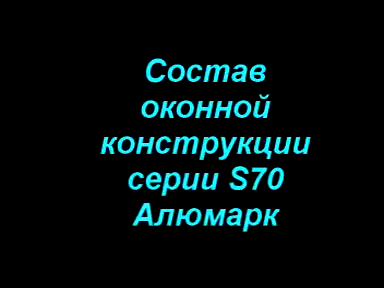 Состав
оконной
конструкции
серии S70
Алюмарк